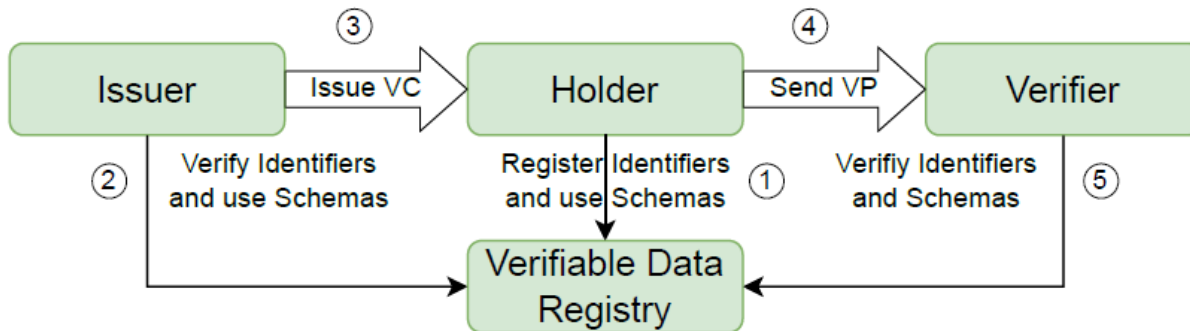 ③
④
Issuer
Issue VC
Holder
Send VP
Verifier
②
Verify Identifiers
and use Schemas
Register Identifiers
and use Schemas
①
Verifiy Identifiers
and Schemas
⑤
Verifiable Data
Registry